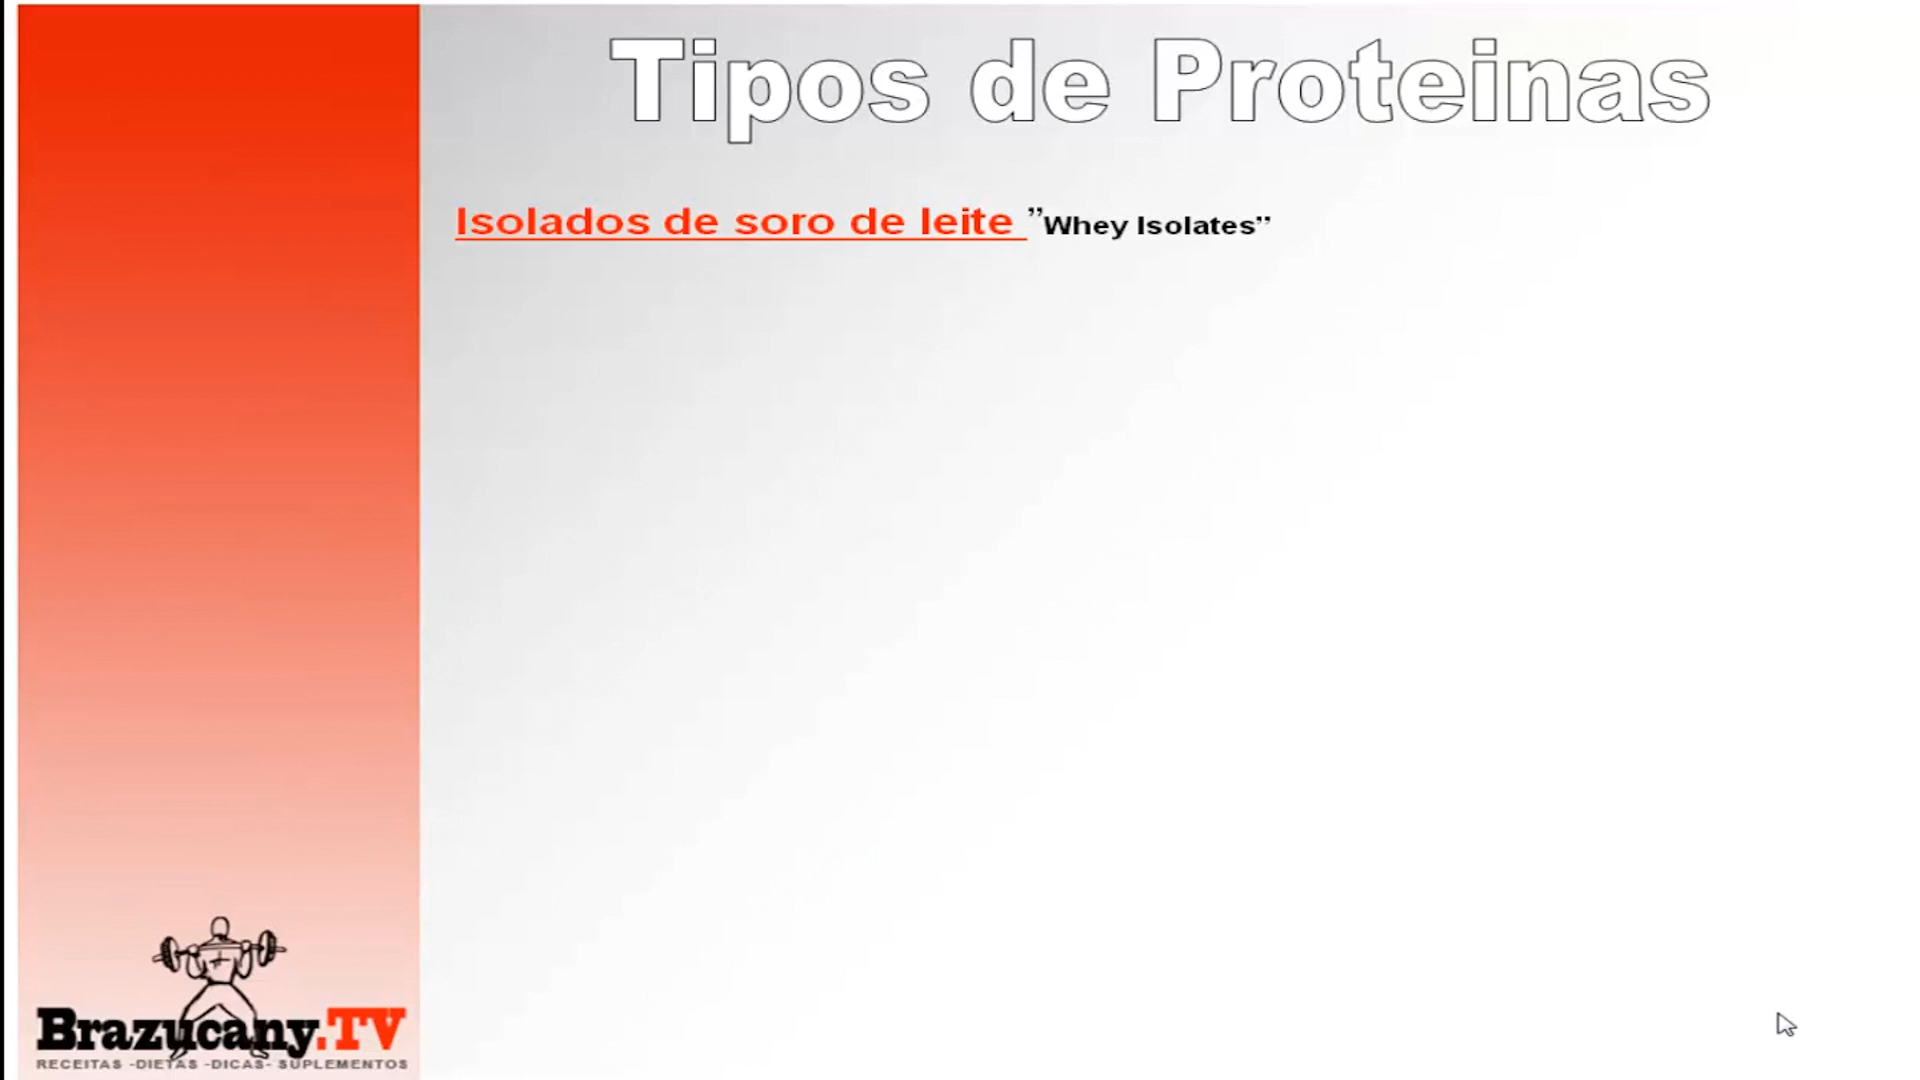 Tipos de Proteinas
Isolados de soro de leite ”Whey Isolates”
Brazucany.TV
RECEITAS -DIETAS -DICAS- SUPLEMENTOS